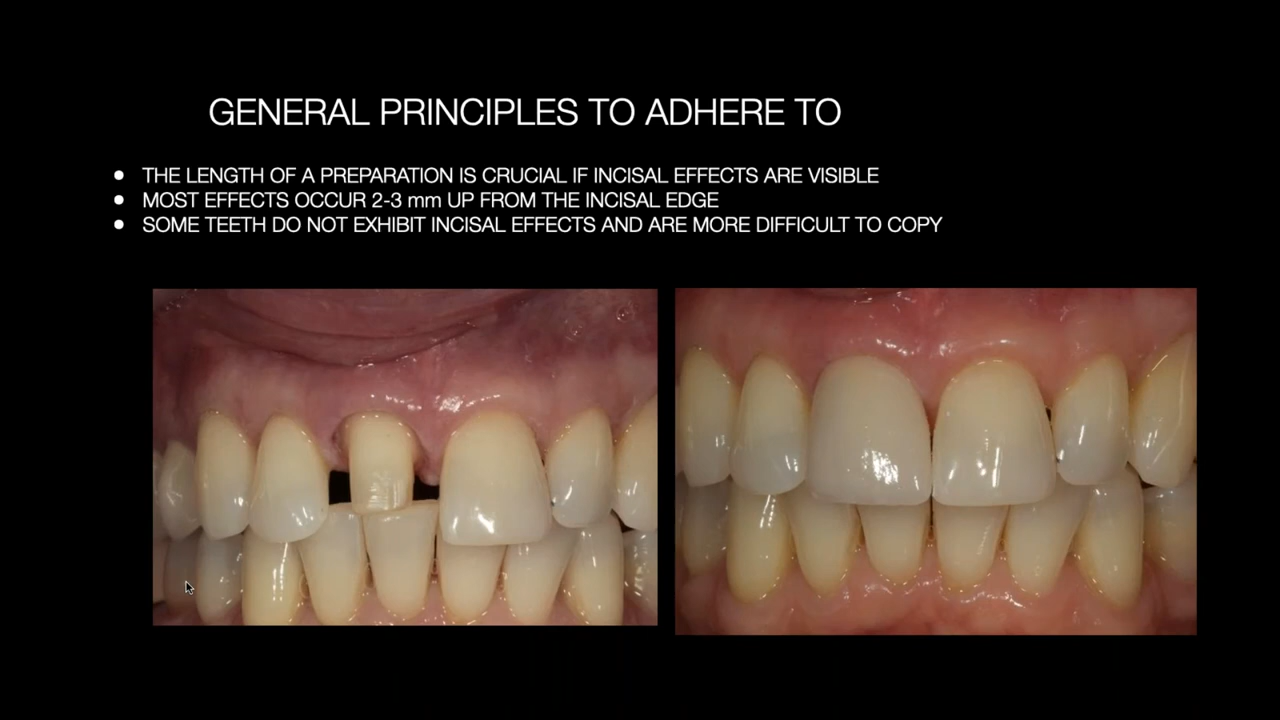 GENERAL PRINCIPLES TO ADHERE TO
• THE LENGTH OF A PREPARATION IS CRUCIAL IF INCISAL EFFECTS ARE VISIBLE
• MOST EFFECTS OCCUR 2-3 mm UP FROM THE INCISAL EDGE
• SOME TEETH DO NOT EXHIBIT INCISAL EFFECTS AND ARE MORE DIFFICULT TO COPY